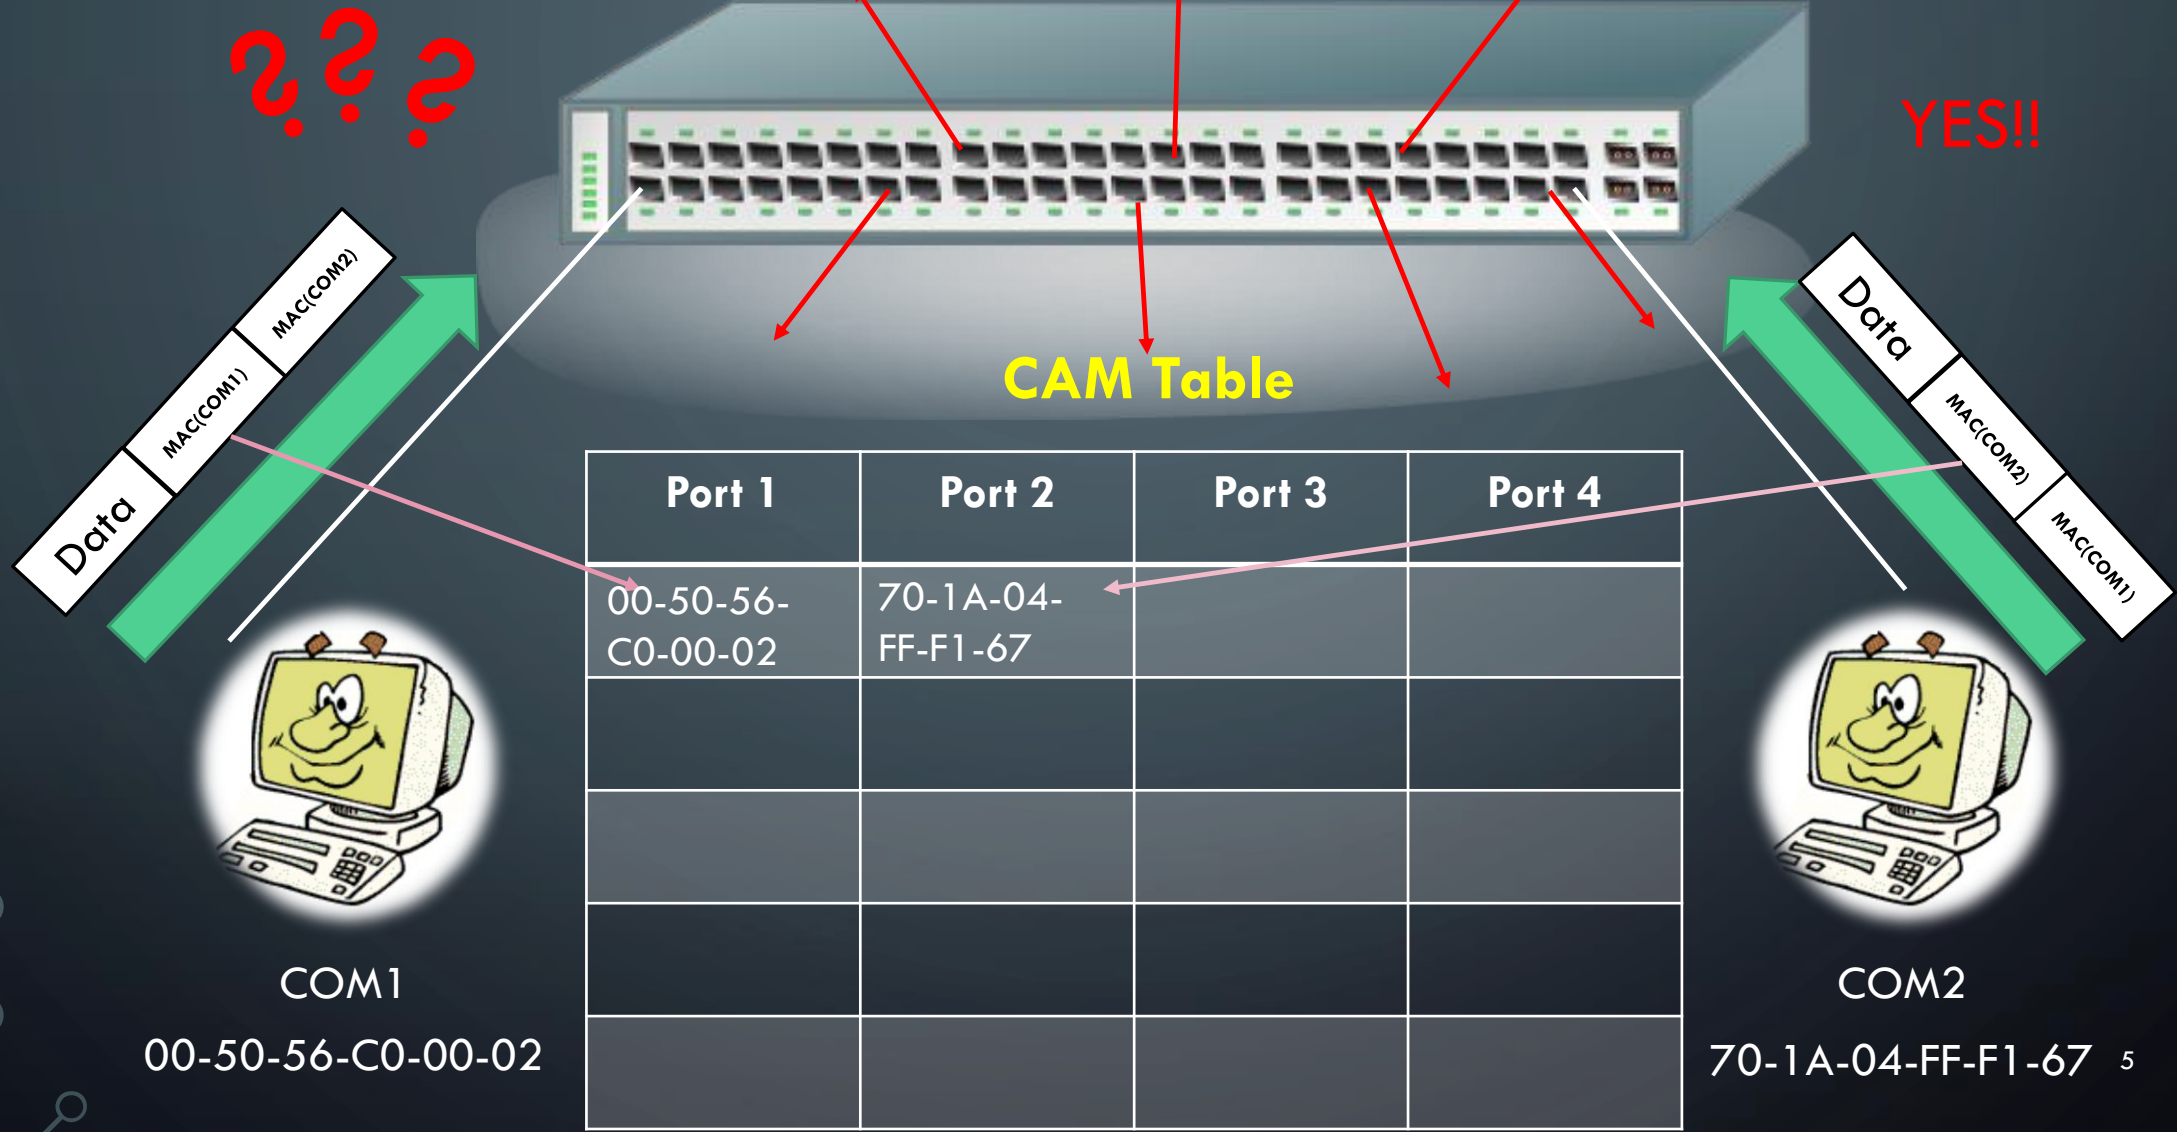 ???
YES!!
MAC(COM2)
MAC(COM1)
Data
Data
MAC(COM2)
MAC(COM1)
CAM Table
Port 1
Port 2
Port 3
Port 4
00-50-56-
C0-00-02
70-1A-04-
FF-F1-67
COM1
00-50-56-C0-00-02
COM2
70-1A-04-FF-F1-67
5